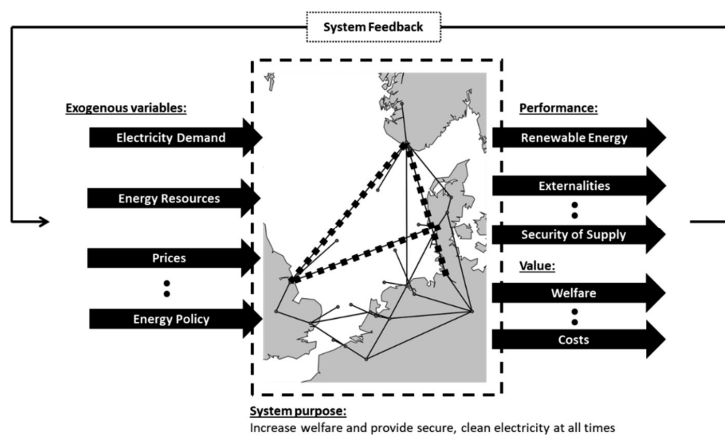 System Feedback
Exogenous variables:
Electricity Demand
Energy Resources
Prices
Energy Policy
Performance:
Renewable Energy
Externalities
Security of Supply
Value:
Welfare
Costs
System purpose:
Increase welfare and provide secure, clean electricity at all times